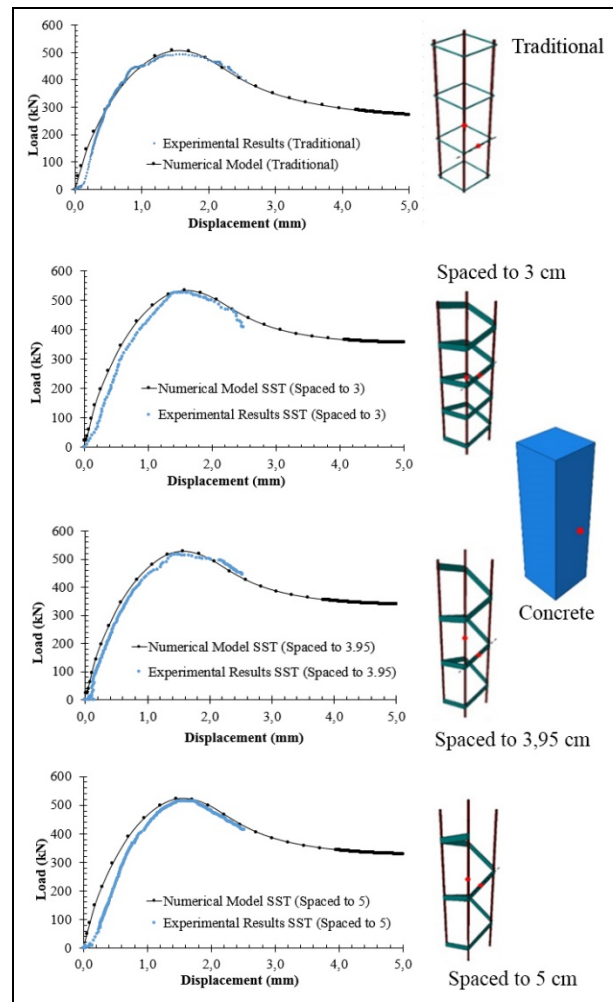 600
500
400
300
200
100
0
Load (kN)
Experimental Results (Traditional)
Numerical Model (Traditional)
0,0 1,0 2,0 3,0 4,0 5,0
Displacement (mm)
Traditional
Spaced to 3 cm
600
500
400
300
200
100
0
Load (kN)
Numerical Model SST (Spaced to 3)
Experimental Results SST (Spaced to 3)
0,0 1,0 2,0 3,0 4,0 5,0
Displacement (mm)
Concrete
600
500
400
300
200
100
0
Load (kN)
Numerical Model SST (Spaced to 3.95)
Experimental Results SST (Spaced to 3.95)
0,0 1,0 2,0 3,0 4,0 5,0
Displacement (mm)
Spaced to 3,95 cm
600
500
400
300
200
100
0
Load (kN)
Numerical Model SST (Spaced to 5)
Experimental Results SST (Spaced to 5)
0,0 1,0 2,0 3,0 4,0 5,0
Displacement (mm)
Spaced to 5 cm